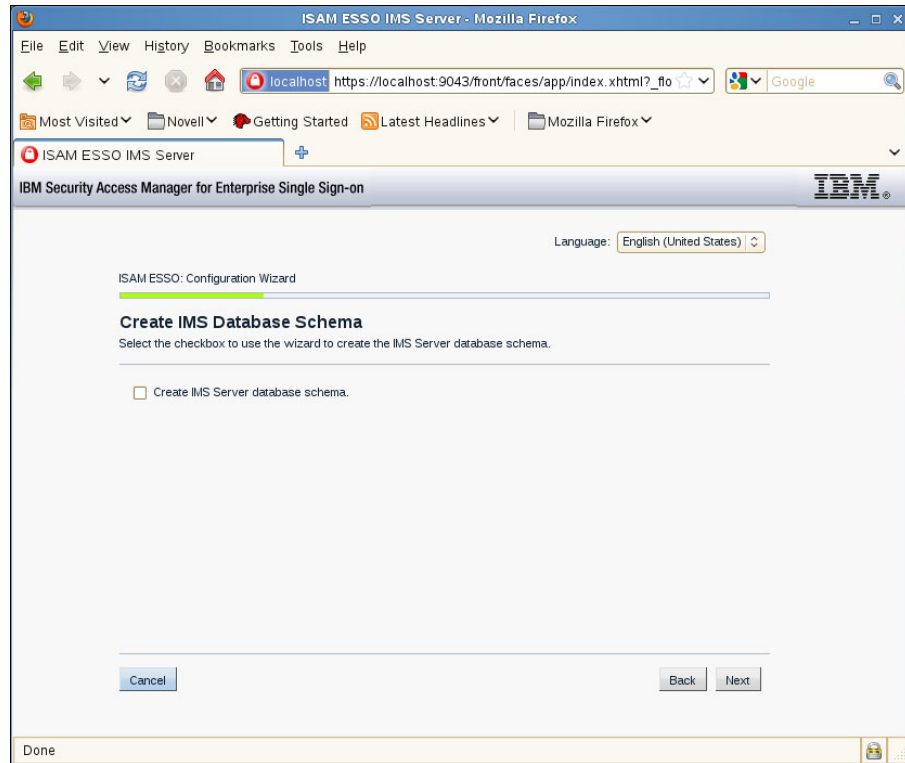 ISAM ESSO IMS Server - Mozilla Firefox
File Edit View History Bookmarks Tools Help
localhost https://localhost:9043/front/faces/app/index.xhtml?_flo Google
Most Visited Novell Getting Started Latest Headlines Mozilla Firefox
ISAM ESSO IMS Server
IBM Security Access Manager for Enterprise Single Sign-on IBM®
Language: English (United States)
ISAM ESSO: Configuration Wizard
Create IMS Database Schema
Select the checkbox to use the wizard to create the IMS Server database schema.
Create IMS Server database schema.
Cancel Back Next
Done